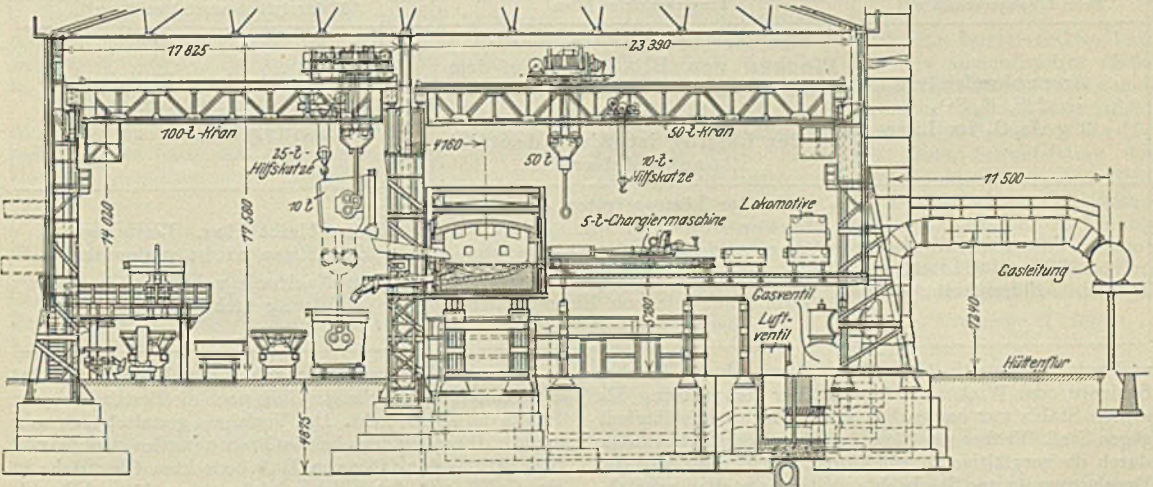 17 825
23 390
100-t-Kran
50-t-Kran
4160
25-t-
Hilfskatze
50 t
10-t-
Hilfskatze
11 500
10 t
Lokomotive
5-t-Chargiermaschine
14 020
17 580
Gasleitung
Gasventil
Luft-
ventil
5200
7240
Hüttenflur
4875